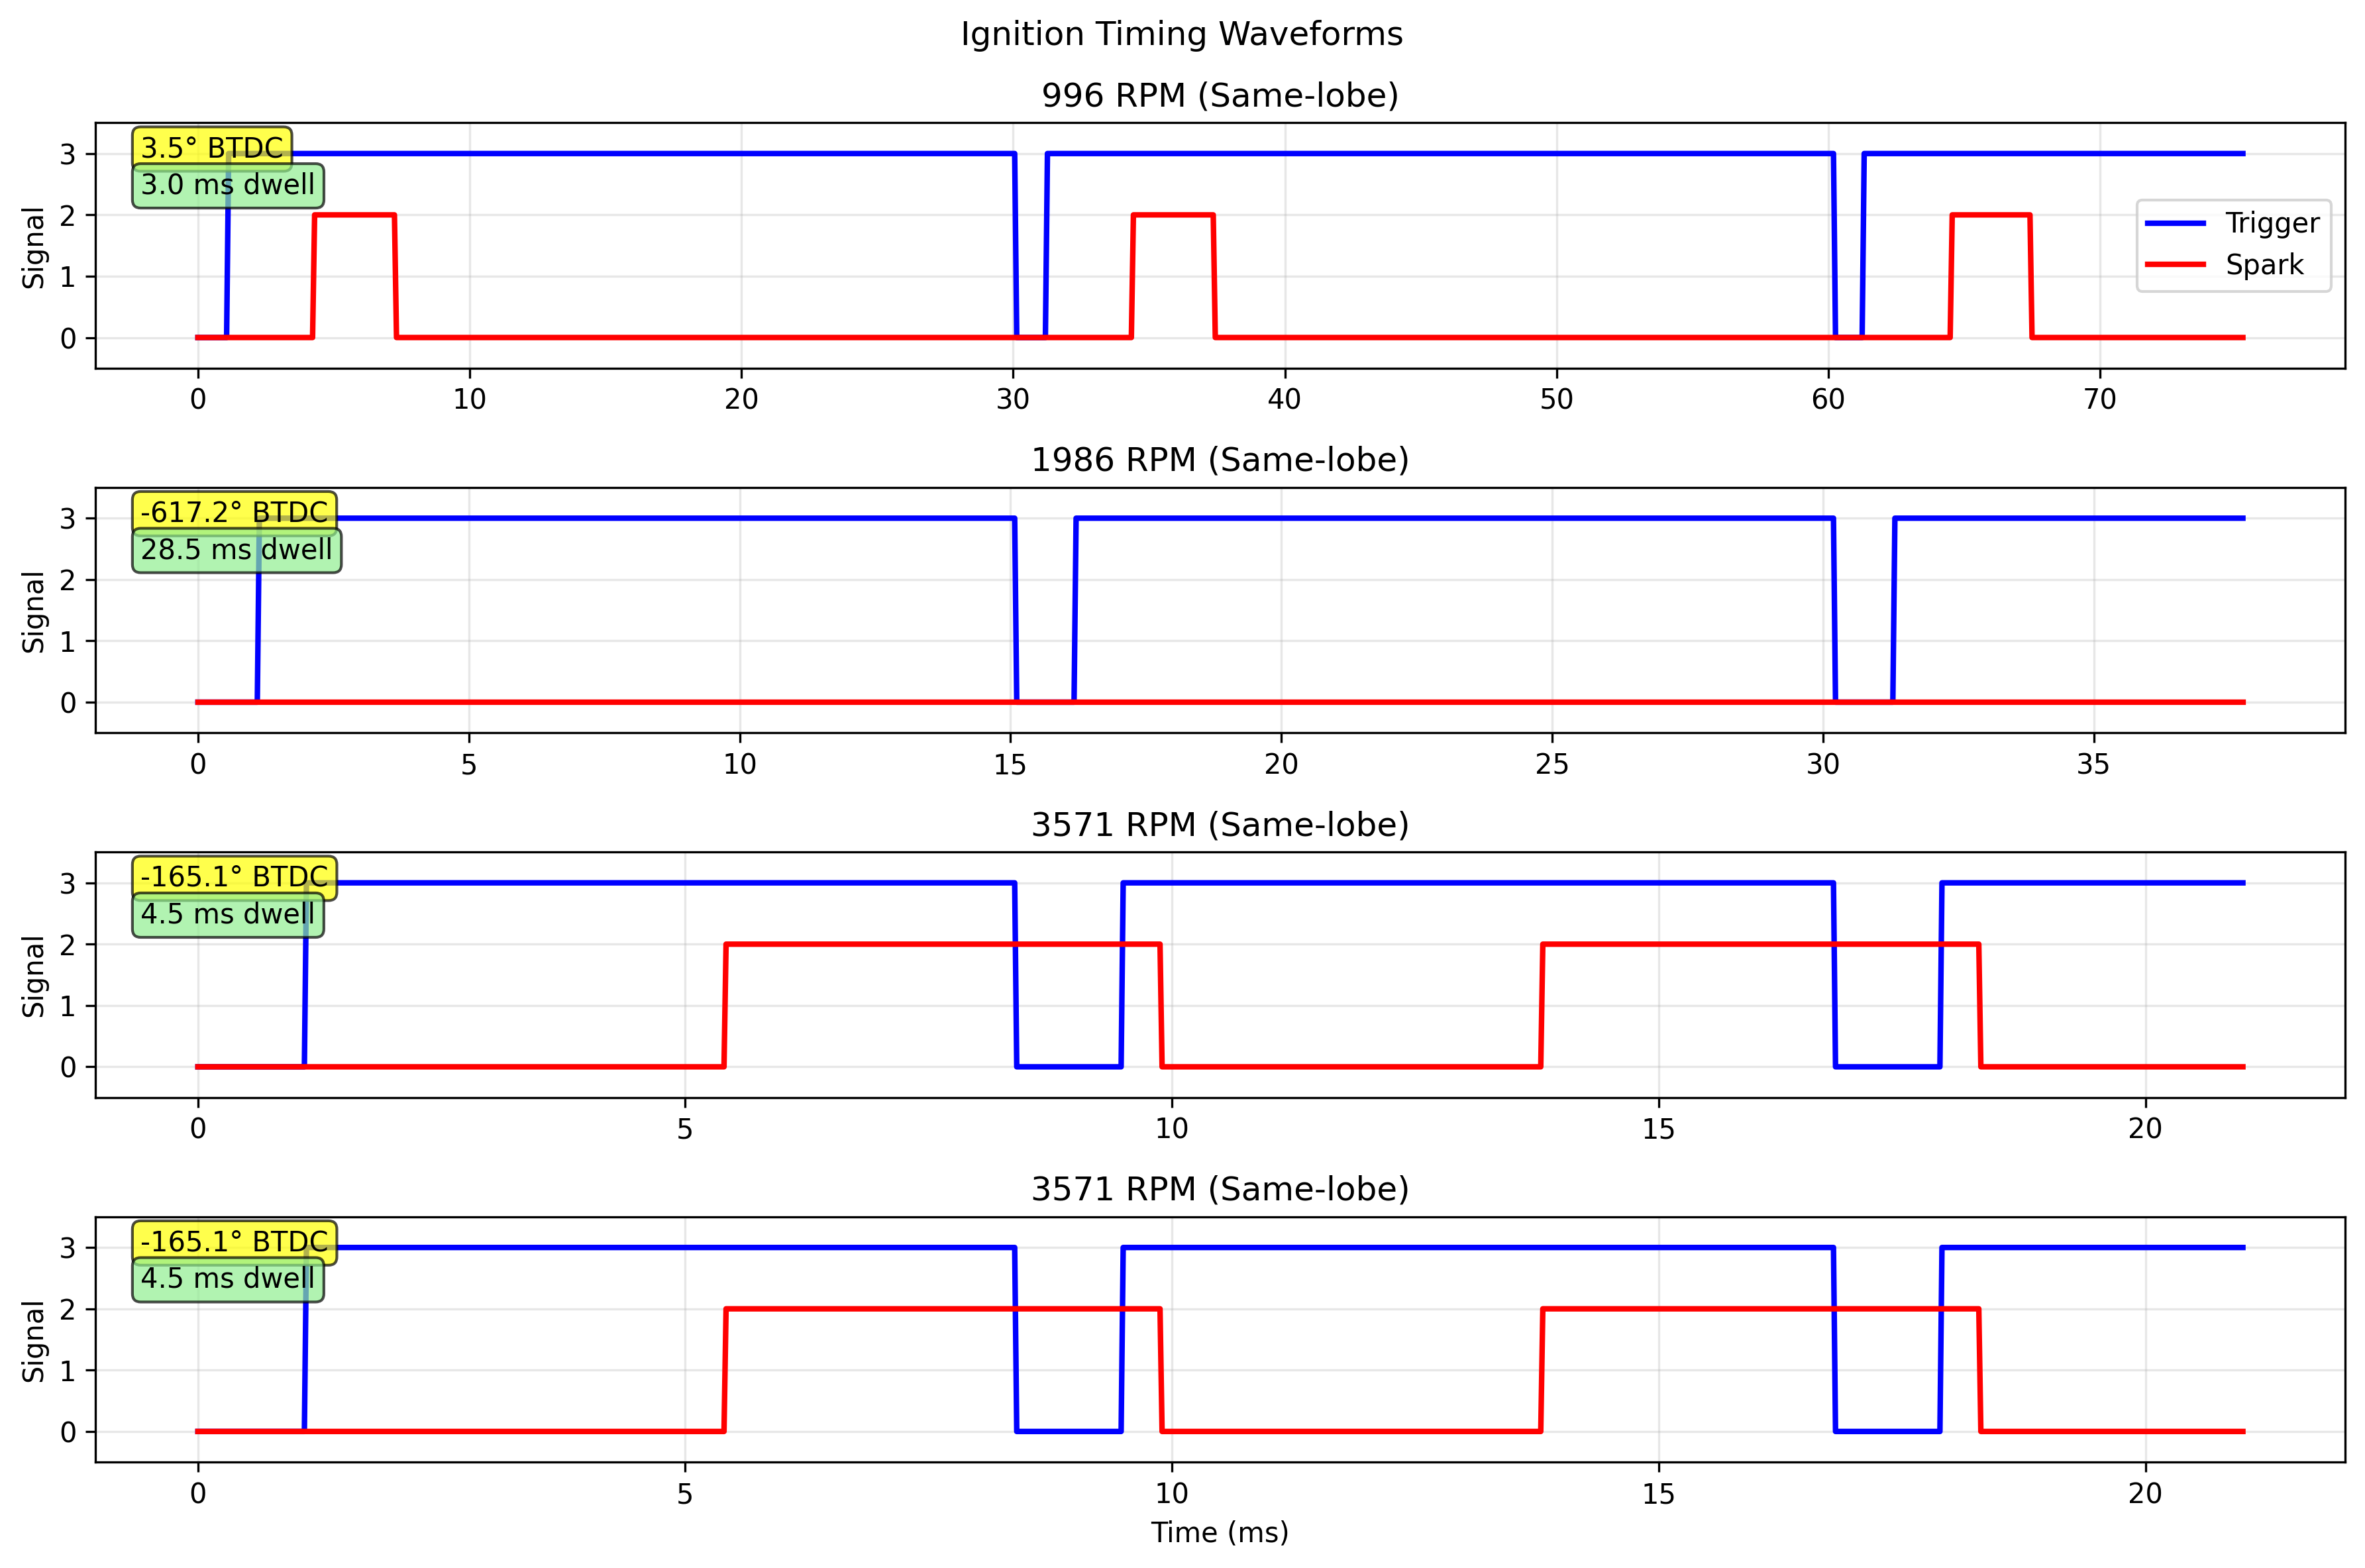 Ignition Timing Waveforms
996 RPM (Same-lobe)
3.5° BTDC
3.0 ms dwell
Signal
3
2
1
0
Trigger
Spark
0 10 20 30 40 50 60 70
1986 RPM (Same-lobe)
-617.2° BTDC
28.5 ms dwell
Signal
3
2
1
0
0 5 10 15 20 25 30 35
3571 RPM (Same-lobe)
-165.1° BTDC
4.5 ms dwell
Signal
3
2
1
0
0 5 10 15 20
3571 RPM (Same-lobe)
-165.1° BTDC
4.5 ms dwell
Signal
3
2
1
0
0 5 10 15 20
Time (ms)